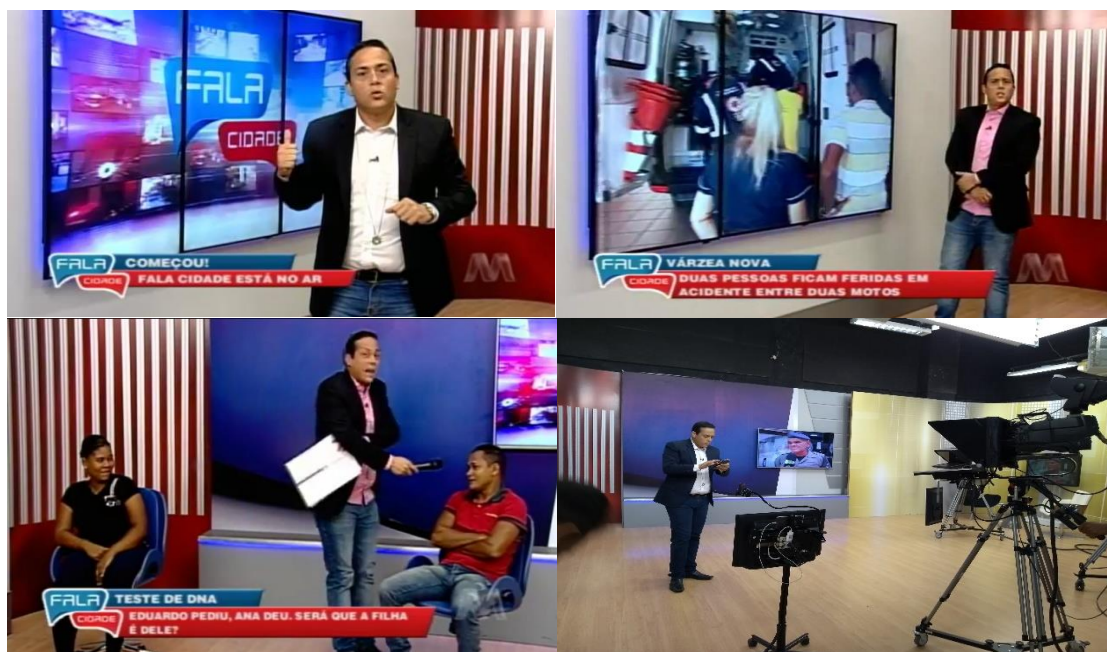 FALA
CIDADE
FALA
CIDADE
COMEÇOU!
FALA CIDADE ESTÁ NO AR
M
FALA
CIDADE
VÁRZEA NOVA
DUAS PESSOAS FICAM FERIDAS EM
ACIDENTE ENTRE DUAS MOTOS
M
FALA
CIDADE
TESTE DE DNA
EDUARDO PEDIU, ANA DEU. SERÁ QUE A FILHA
É DELE?
M